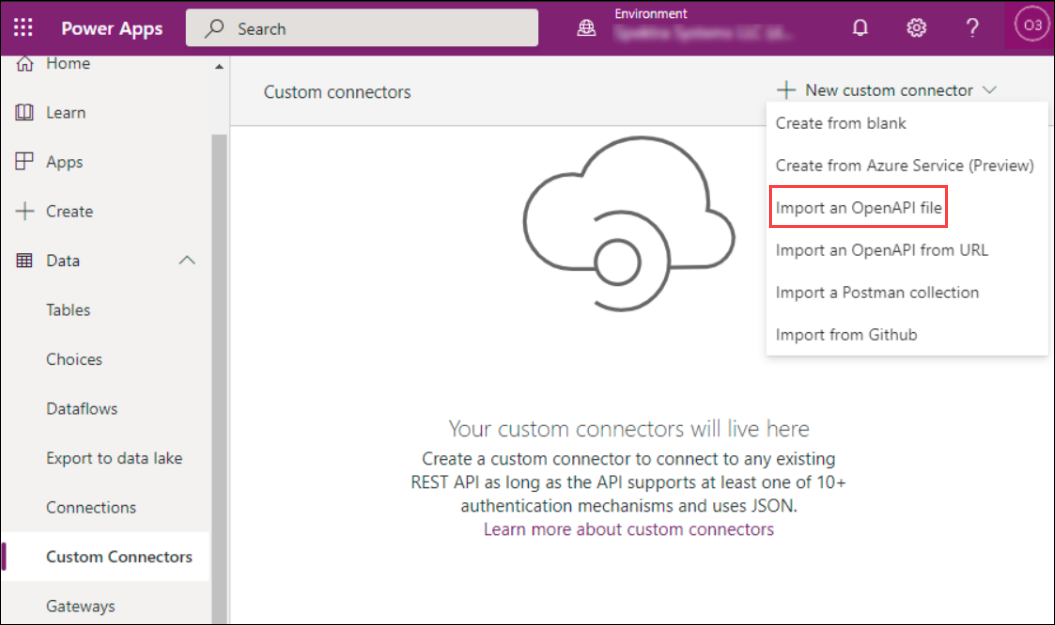 Power Apps
Search
Environment
O3
Home
Learn
Apps
Create
Data
Tables
Choices
Dataflows
Export to data lake
Connections
Custom Connectors
Gateways
Custom connectors
New custom connector
Create from blank
Create from Azure Service (Preview)
Import an OpenAPI file
Import an OpenAPI from URL
Import a Postman collection
Import from Github
Your custom connectors will live here
Create a custom connector to connect to any existing
REST API as long as the API supports at least one of 10+
authentication mechanisms and uses JSON.
Learn more about custom connectors